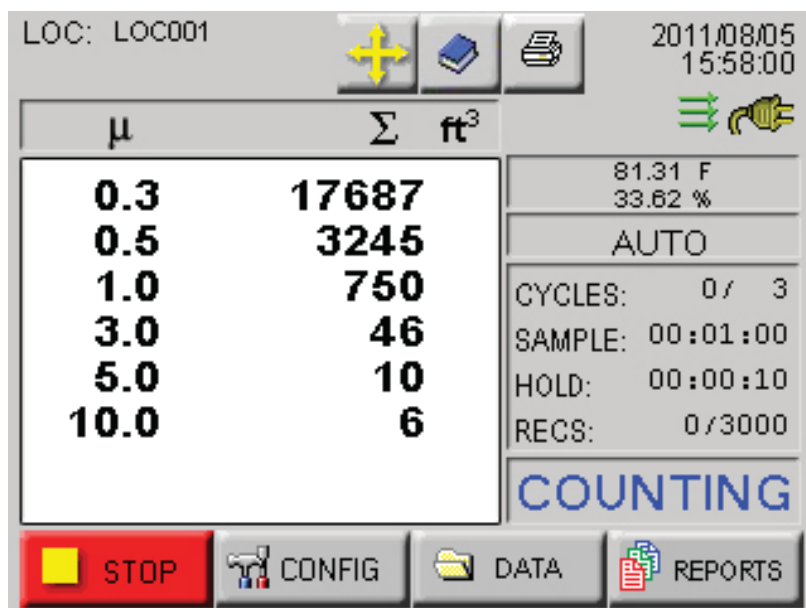 LOC: LOC001
2011/08/05
15:58:00
μ Σ ft³
0.3 17687
0.5 3245
1.0 750
3.0 46
5.0 10
10.0 6
81.31 F
33.62 %
AUTO
CYCLES: 0/ 3
SAMPLE: 00:01:00
HOLD: 00:00:10
RECS: 0/3000
COUNTING
STOP
CONFIG
DATA
REPORTS